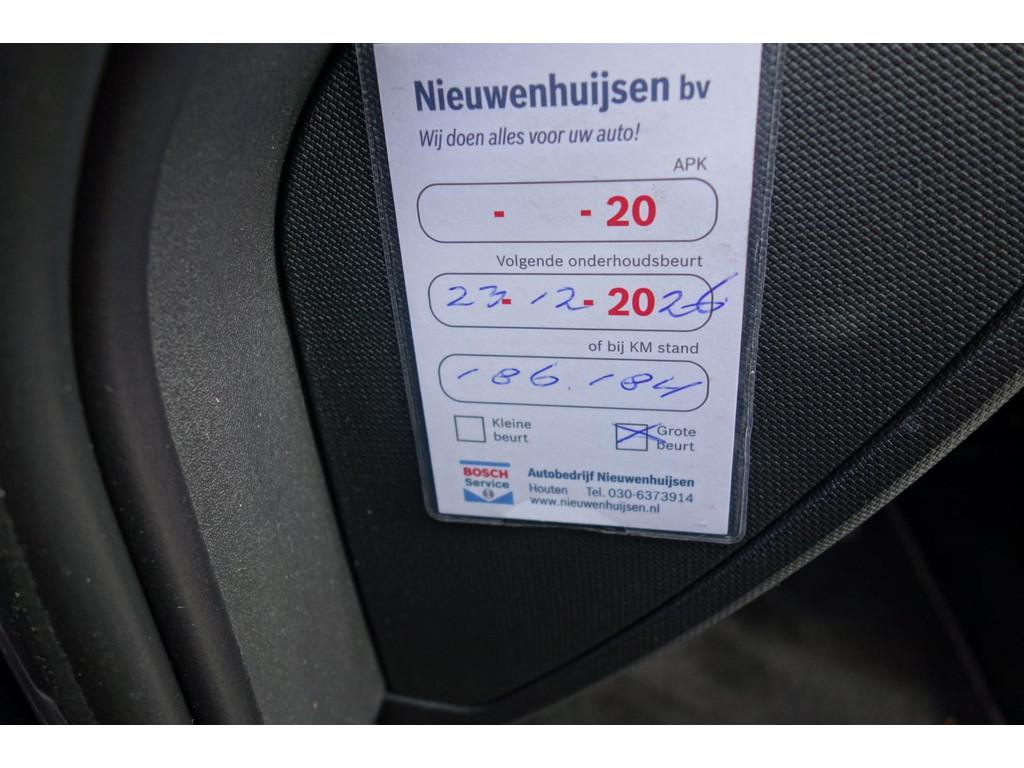 Nieuwenhuijsen bv
Wij doen alles voor uw auto!
APK
- - 20
Volgende onderhoudsbeurt
23-12-2026
of bij KM stand
186.184
Kleine beurt
Grote beurt
BOSCH Service
Autobedrijf Nieuwenhuijsen
Houten Tel. 030-6373914
www.nieuwenhuijsen.nl